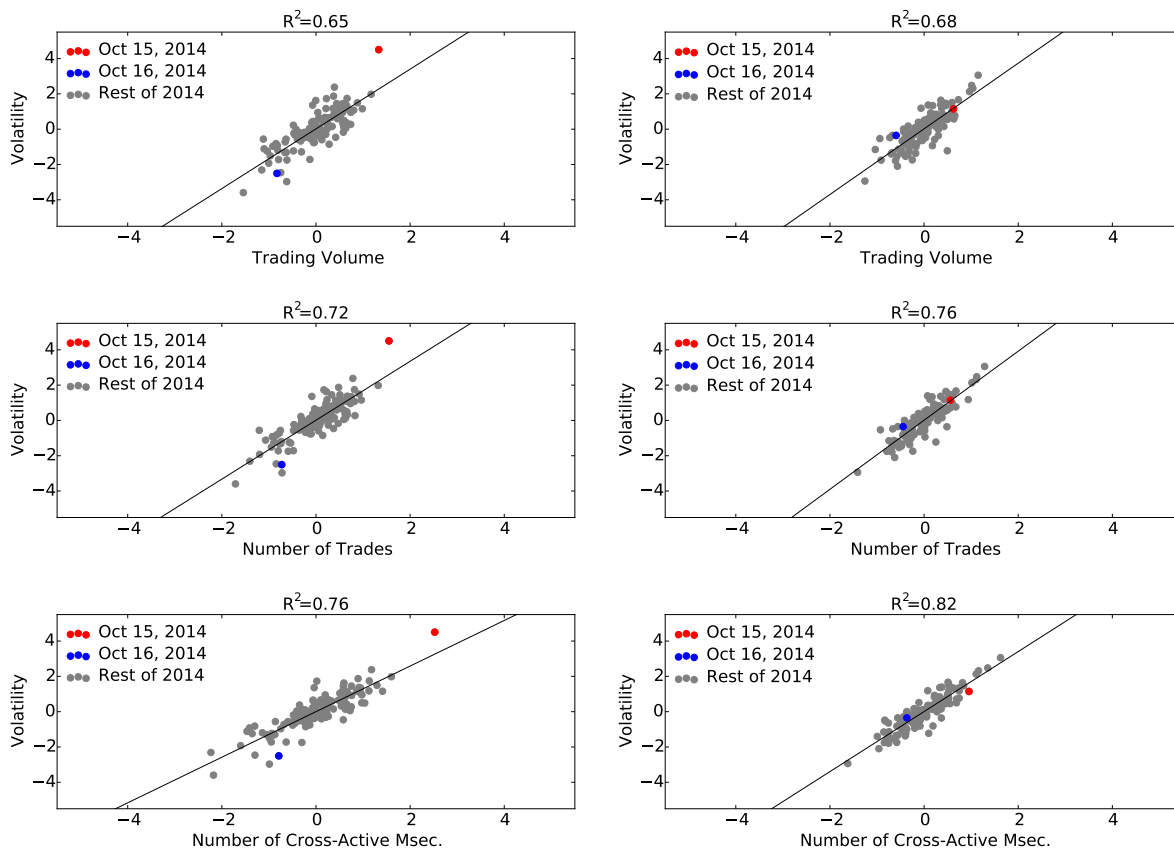 R²=0.65
Oct 15, 2014
Oct 16, 2014
Rest of 2014
Volatility
4
2
0
−2
−4
−4 −2 0 2 4
Trading Volume
R²=0.68
Oct 15, 2014
Oct 16, 2014
Rest of 2014
Volatility
4
2
0
−2
−4
−4 −2 0 2 4
Trading Volume
R²=0.72
Oct 15, 2014
Oct 16, 2014
Rest of 2014
Volatility
4
2
0
−2
−4
−4 −2 0 2 4
Number of Trades
R²=0.76
Oct 15, 2014
Oct 16, 2014
Rest of 2014
Volatility
4
2
0
−2
−4
−4 −2 0 2 4
Number of Trades
R²=0.76
Oct 15, 2014
Oct 16, 2014
Rest of 2014
Volatility
4
2
0
−2
−4
−4 −2 0 2 4
Number of Cross-Active Msec.
R²=0.82
Oct 15, 2014
Oct 16, 2014
Rest of 2014
Volatility
4
2
0
−2
−4
−4 −2 0 2 4
Number of Cross-Active Msec.